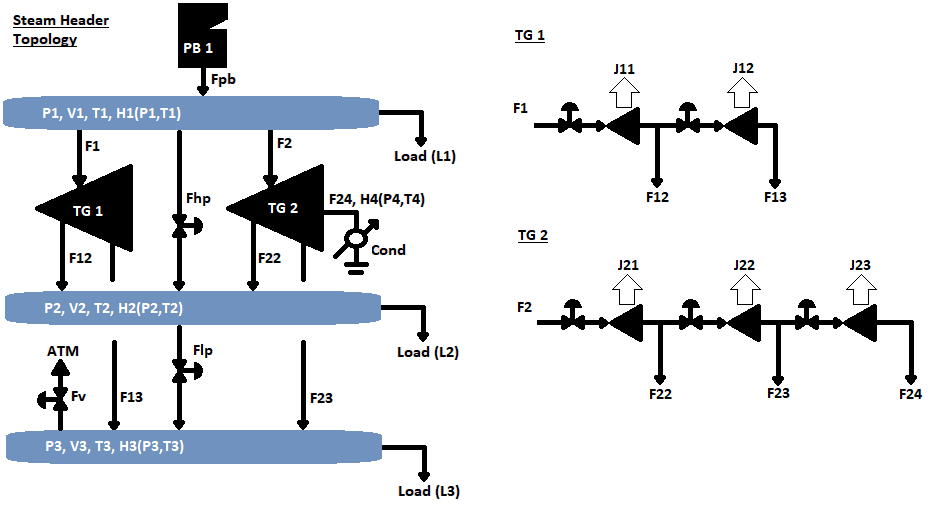 Steam Header
Topology
PB 1
Fpb
P1, V1, T1, H1(P1,T1)
Load (L1)
F1
F2
Fhp
TG 1
TG 2
F24, H4(P4,T4)
Cond
F12
F22
P2, V2, T2, H2(P2,T2)
Load (L2)
ATM
Flp
Fv
F13
F23
P3, V3, T3, H3(P3,T3)
Load (L3)
TG 1
J11
J12
F1
F12
F13
TG 2
J21
J22
J23
F2
F22
F23
F24